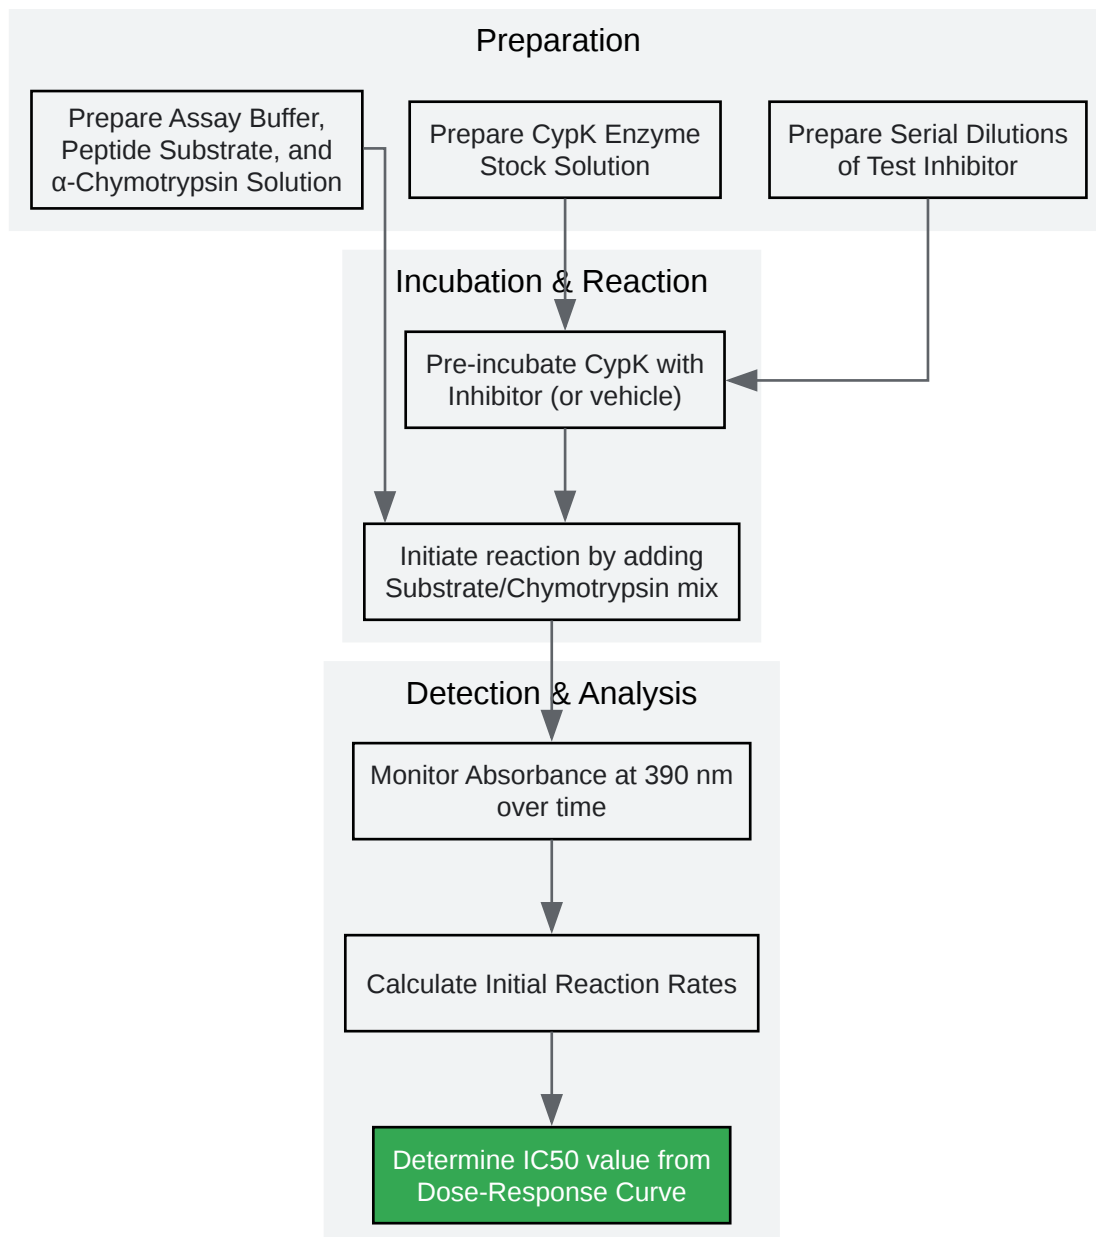 Preparation
Prepare Assay Buffer,
Peptide Substrate, and
α-Chymotrypsin Solution
Prepare CypK Enzyme
Stock Solution
Prepare Serial Dilutions
of Test Inhibitor
Incubation & Reaction
Pre-incubate CypK with
Inhibitor (or vehicle)
Initiate reaction by adding
Substrate/Chymotrypsin mix
Detection & Analysis
Monitor Absorbance at 390 nm
over time
Calculate Initial Reaction Rates
Determine IC50 value from
Dose-Response Curve